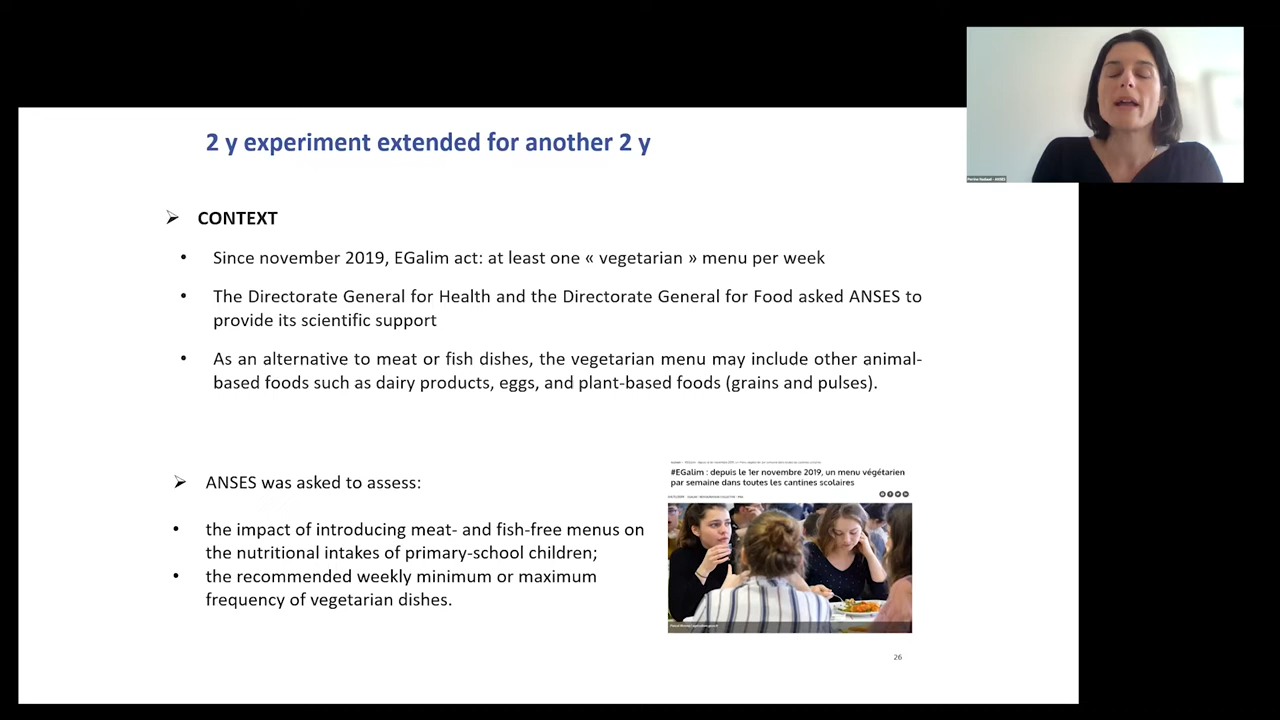 2 y experiment extended for another 2 y
➢ CONTEXT
• Since november 2019, EGalim act: at least one « vegetarian » menu per week
• The Directorate General for Health and the Directorate General for Food asked ANSES to
provide its scientific support
• As an alternative to meat or fish dishes, the vegetarian menu may include other animal-
based foods such as dairy products, eggs, and plant-based foods (grains and pulses).
➢ ANSES was asked to assess:
• the impact of introducing meat- and fish-free menus on
the nutritional intakes of primary-school children;
• the recommended weekly minimum or maximum
frequency of vegetarian dishes.
#EGalim : depuis le 1er novembre 2019, un menu végétarien
par semaine dans toutes les cantines scolaires
26